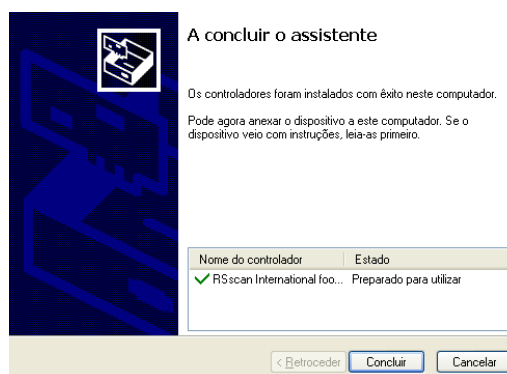 A concluir o assistente
Os controladores foram instalados com êxito neste computador.
Pode agora anexar o dispositivo a este computador. Se o
dispositivo veio com instruções, leia-as primeiro.
Nome do controlador Estado
RSscan International foo... Preparado para utilizar
< Retroceder Concluir Cancelar